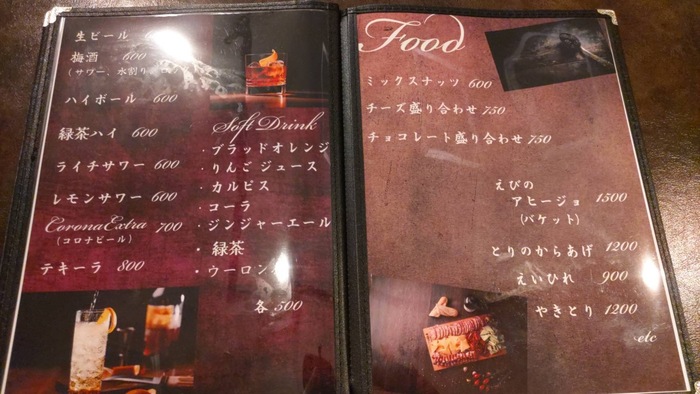 生ビール
梅酒 600
(サワー、水割り
ハイボール 600
緑茶ハイ 600
ライチサワー 600
レモンサワー 600
Corona Extra 700
(コロナビール)
テキーラ 800
Soft Drink
・ブラッドオレンジ
・りんごジュース
・カルピス
・コーラ
・ジンジャーエール
・緑茶
・ウーロン
各 500
Food
ミックスナッツ 600
チーズ盛り合わせ 750
チョコレート盛り合わせ 750
えびの
アヒージョ 1500
(バケット)
とりのからあげ 1200
えいひれ 900
やきとり 1200
etc